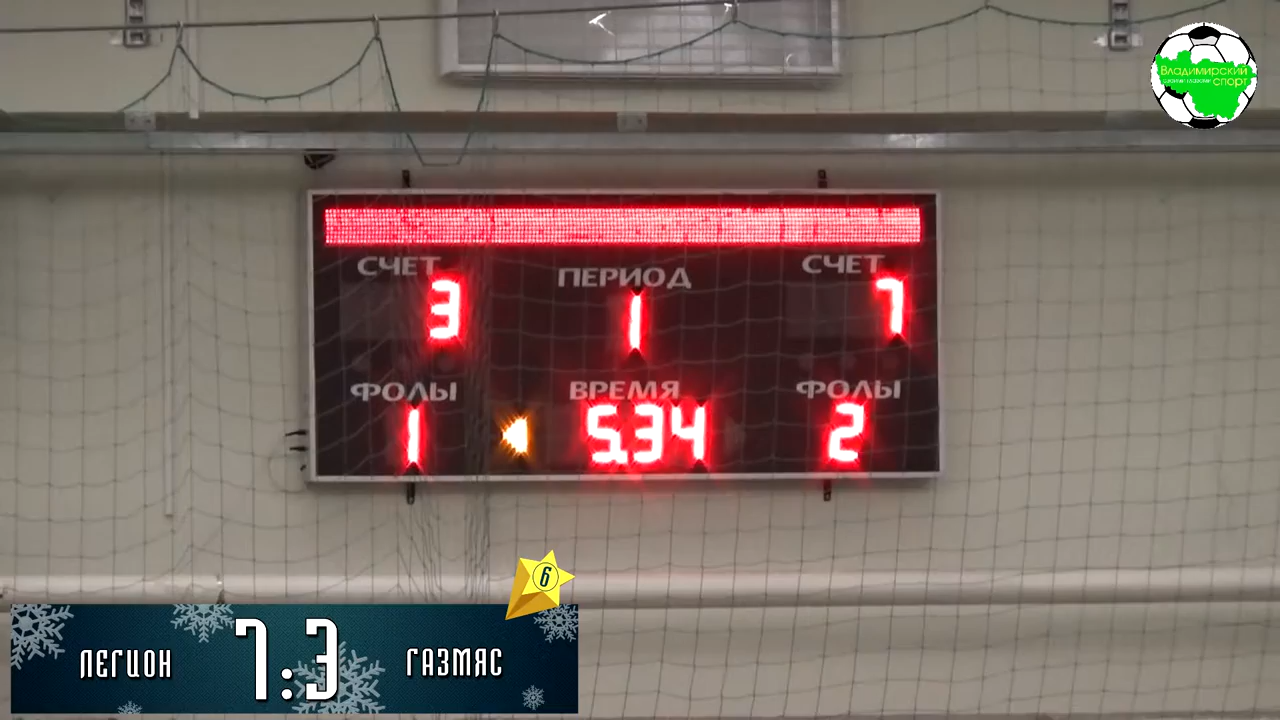 Владимирский
спорт
СЧЕТ ПЕРИОД СЧЕТ
3 1 7
ФОЛЫ ВРЕМЯ ФОЛЫ
1 5:34 2
6
ЛЕГИОН 7:3 ГАЗМЯС